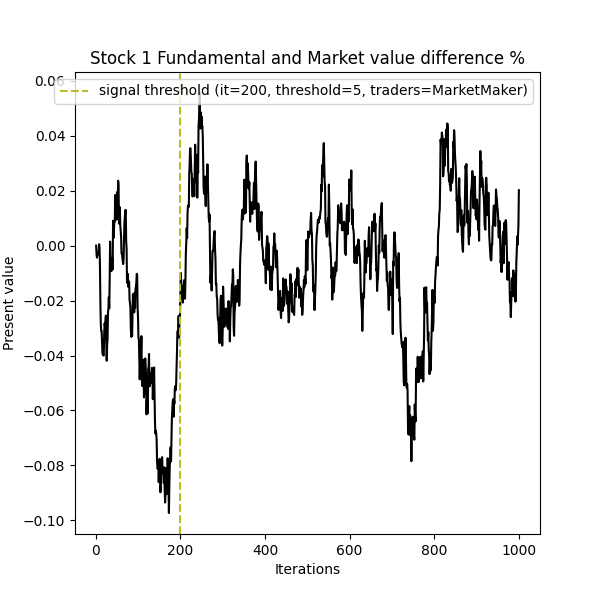 Stock 1 Fundamental and Market value difference %
signal threshold (it=200, threshold=5, traders=MarketMaker)
0.06
0.04
0.02
0.00
−0.02
−0.04
−0.06
−0.08
−0.10
Present value
0 200 400 600 800 1000
Iterations